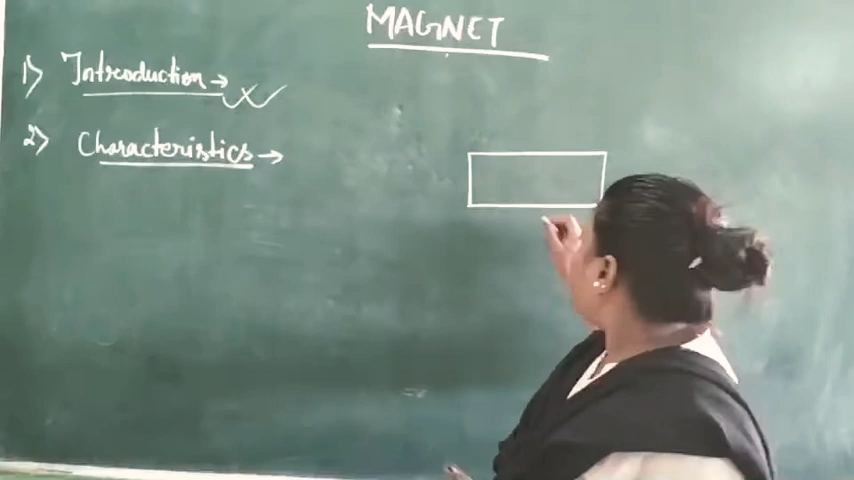 MAGNET
1) Introduction →
2) Characteristics →